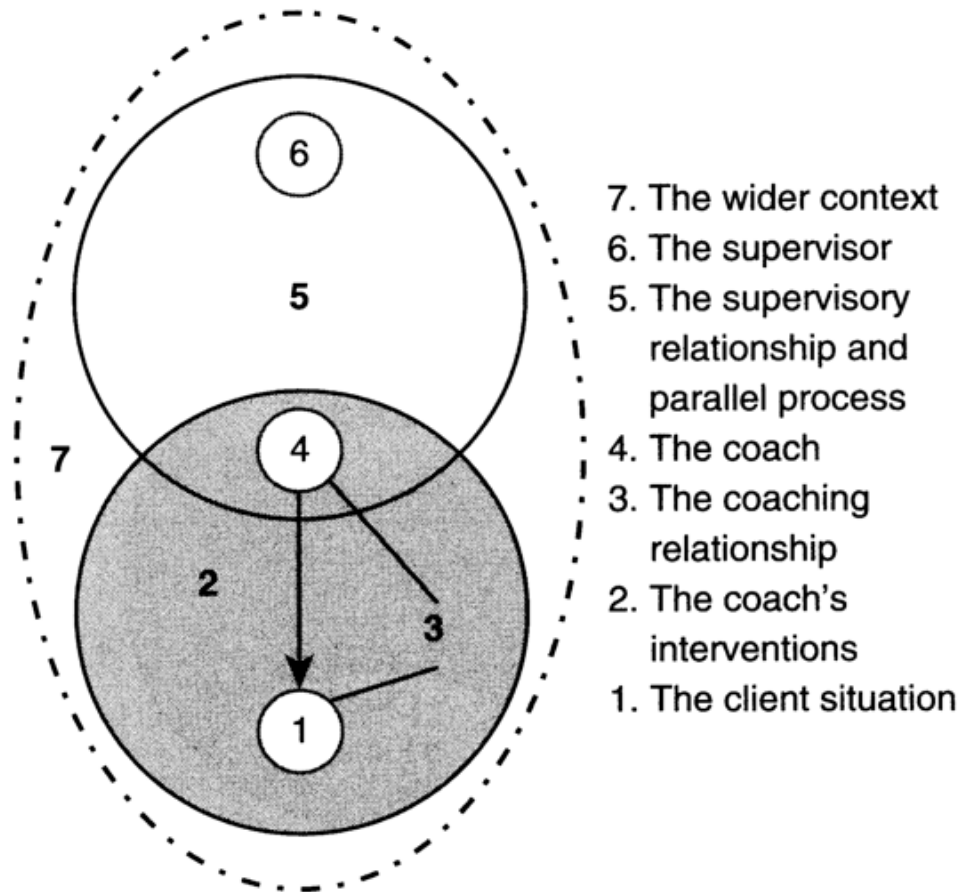 6
5
7
4
2
3
1
7. The wider context
6. The supervisor
5. The supervisory
relationship and
parallel process
4. The coach
3. The coaching
relationship
2. The coach's
interventions
1. The client situation